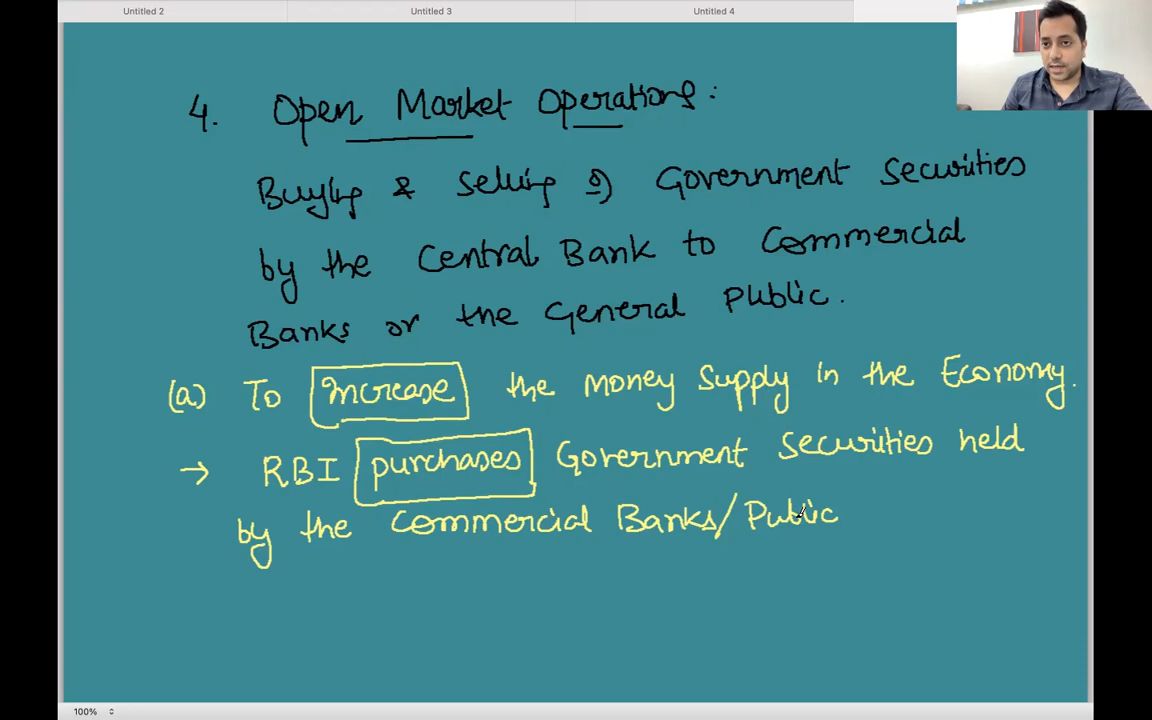 Untitled 2
Untitled 3
Untitled 4
4. Open Market Operations:
Buying & Selling of Government Securities
by the Central Bank to Commercial
Banks or the General Public.
(a) To Increase the Money Supply in the Economy.
→ RBI purchases Government Securities held
by the Commercial Banks/Public
100%